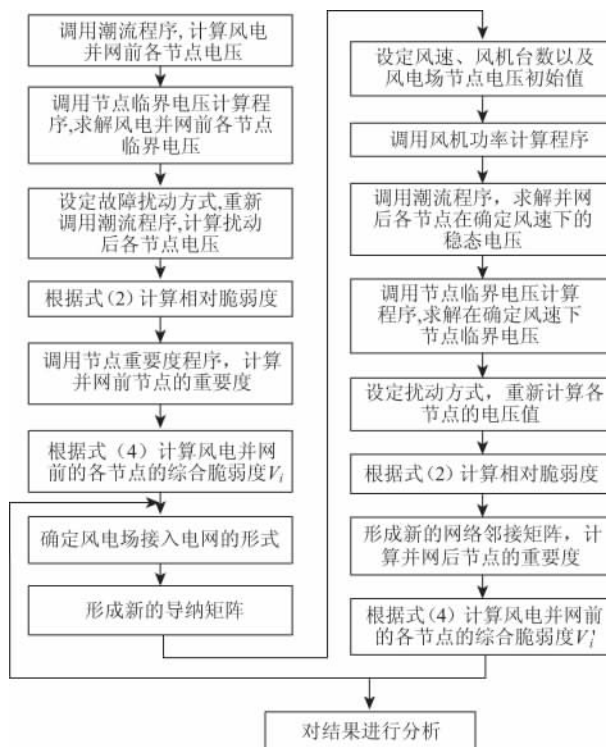 调用潮流程序,计算风电
并网前各节点电压
调用节点临界电压计算程
序,求解风电并网前各节点
临界电压
设定故障扰动方式,重新
调用潮流程序,计算扰动
后各节点电压
根据式(2)计算相对脆弱度
调用节点重要度程序，计算
并网前节点的重要度
根据式（4）计算风电并网
前的各节点的综合脆弱度Vi
确定风电场接入电网的形式
形成新的导纳矩阵
设定风速、风机台数以及
风电场节点电压初始值
调用风机功率计算程序
调用潮流程序，求解并网
后各节点在确定风速下的
稳态电压
调用节点临界电压计算
程序,求解在确定风速下
节点临界电压
设定扰动方式，重新计算各
节点的电压值
根据式(2)计算相对脆弱度
形成新的网络邻接矩阵，计
算并网后节点的重要度
根据式(4)计算风电并网前
的各节点的综合脆弱度Vi'
对结果进行分析